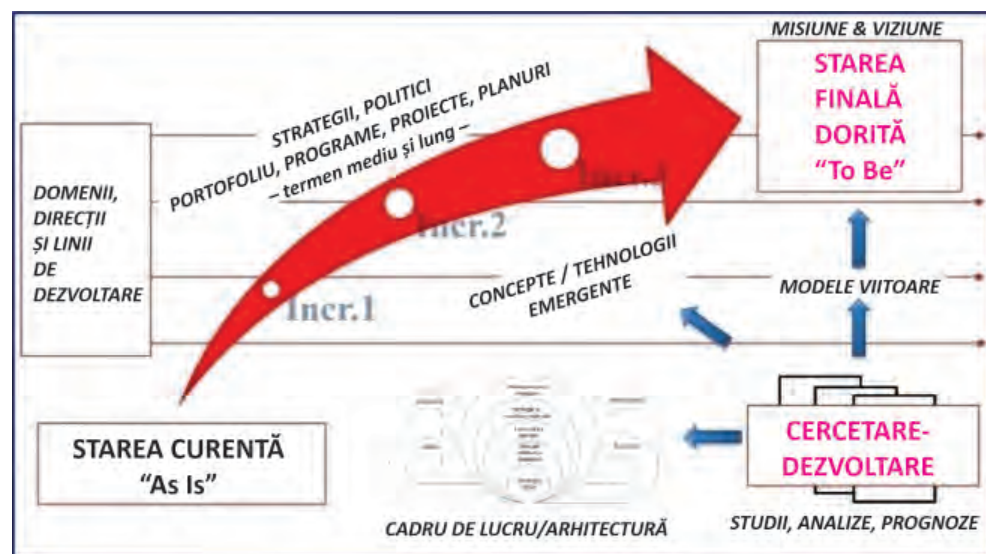 MISIUNE & VIZIUNE
STAREA
FINALĂ
DORITĂ
“To Be”
STRATEGII, POLITICI
PORTOFOLIU, PROGRAME, PROIECTE, PLANURI
– termen mediu și lung –
DOMENII,
DIRECȚII
ȘI LINII
DE
DEZVOLTARE
Incr.2
Incr.1
CONCEPTE / TEHNOLOGII
EMERGENTE
MODELE VIITOARE
STAREA CURENTĂ
“As Is”
CERCETARE-
DEZVOLTARE
CADRU DE LUCRU/ARHITECTURĂ
STUDII, ANALIZE, PROGNOZE